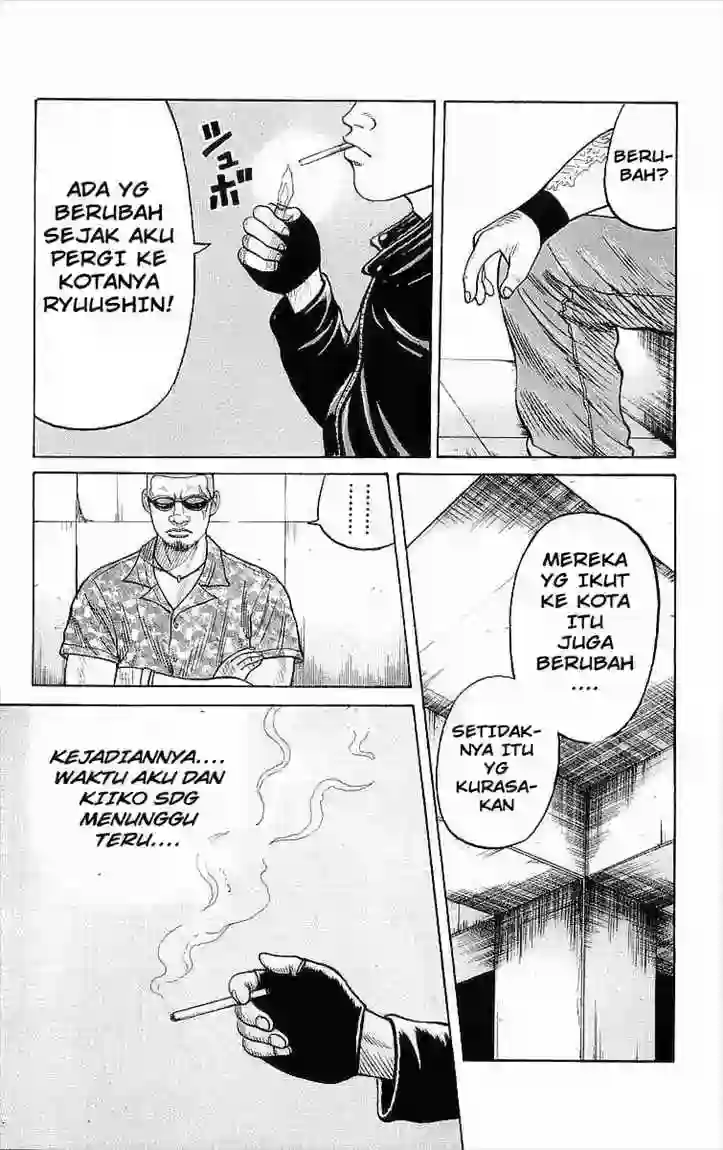 BERU-
BAH?
ADA YG
BERUBAH
SEJAK AKU
PERGI KE
KOTANYA
RYUUSHIN!
シュボ
MEREKA
YG IKUT
KE KOTA
ITU
JUGA
BERUBAH
....
SETIDAK-
NYA ITU
YG
KURASA-
KAN
......
KEJADIANNYA....
WAKTU AKU DAN
KIIKO SDG
MENUNGGU
TERU....